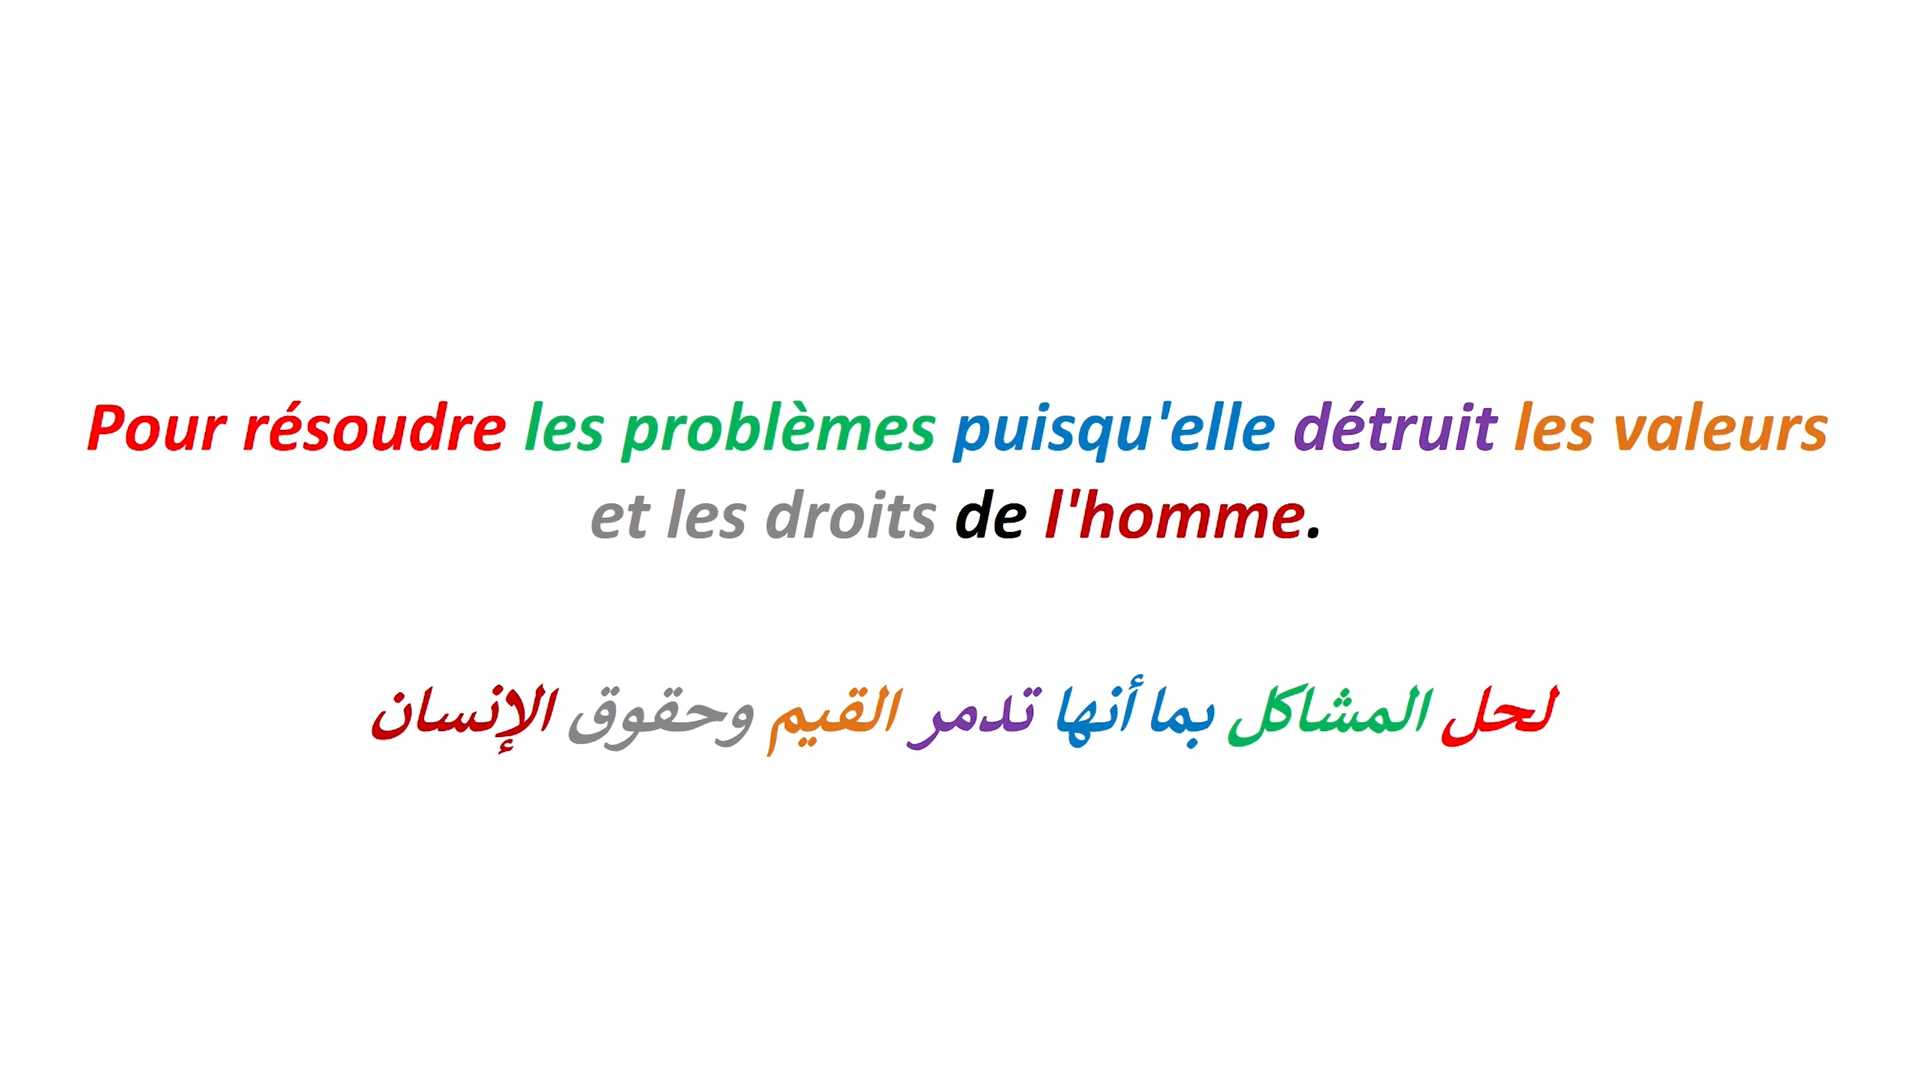 Pour résoudre les problèmes puisqu'elle détruit les valeurs
et les droits de l'homme.
لحل المشاكل بما أنها تدمر القيم وحقوق الإنسان